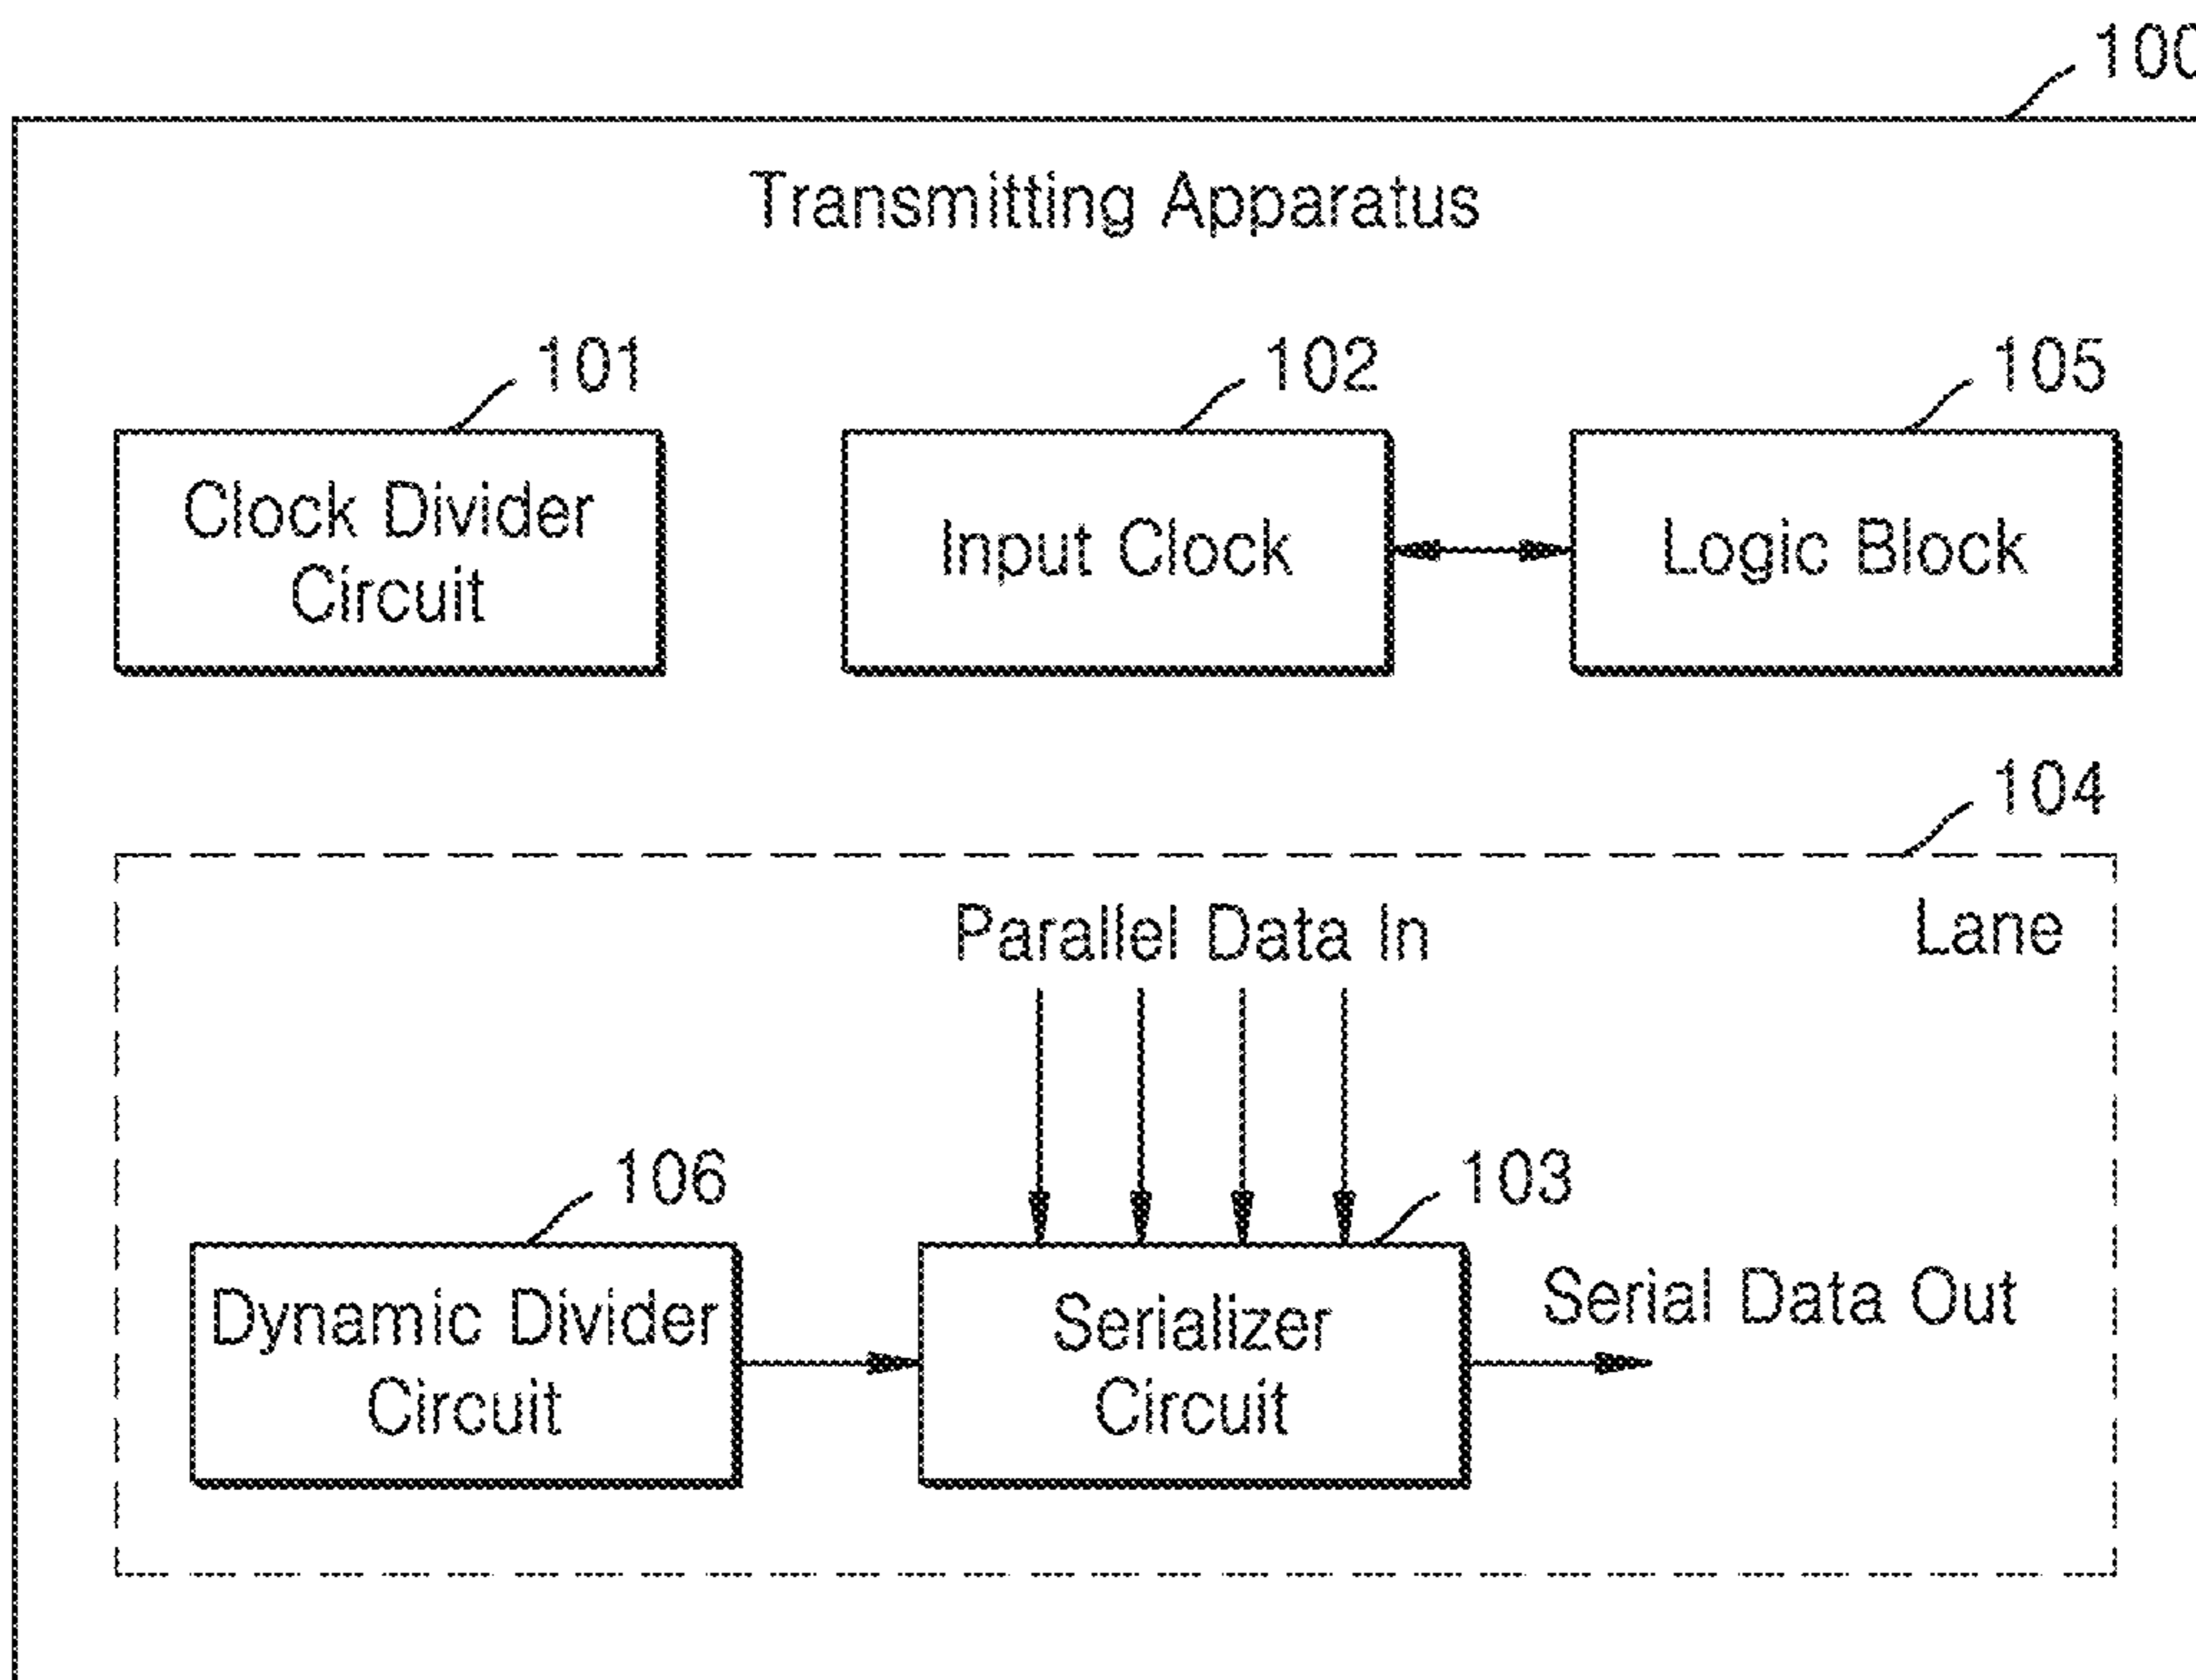 100
Transmitting Apparatus
101
102
105
Clock Divider
Circuit
Input Clock
Logic Block
104
Lane
Parallel Data In
106
103
Dynamic Divider
Circuit
Serializer
Circuit
Serial Data Out